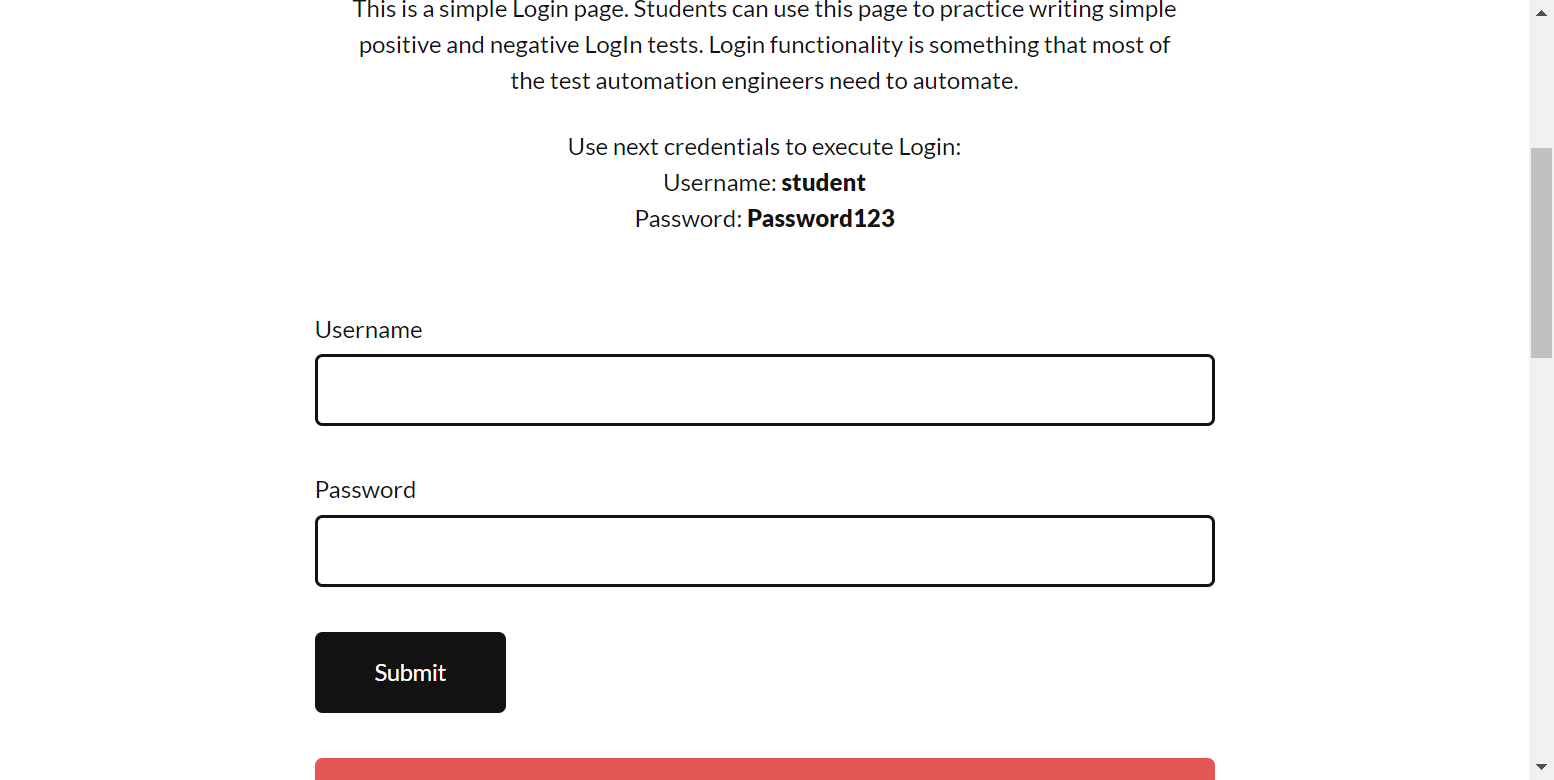 This is a simple Login page. Students can use this page to practice writing simple
positive and negative LogIn tests. Login functionality is something that most of
the test automation engineers need to automate.
Use next credentials to execute Login:
Username: student
Password: Password123
Username
Password
Submit